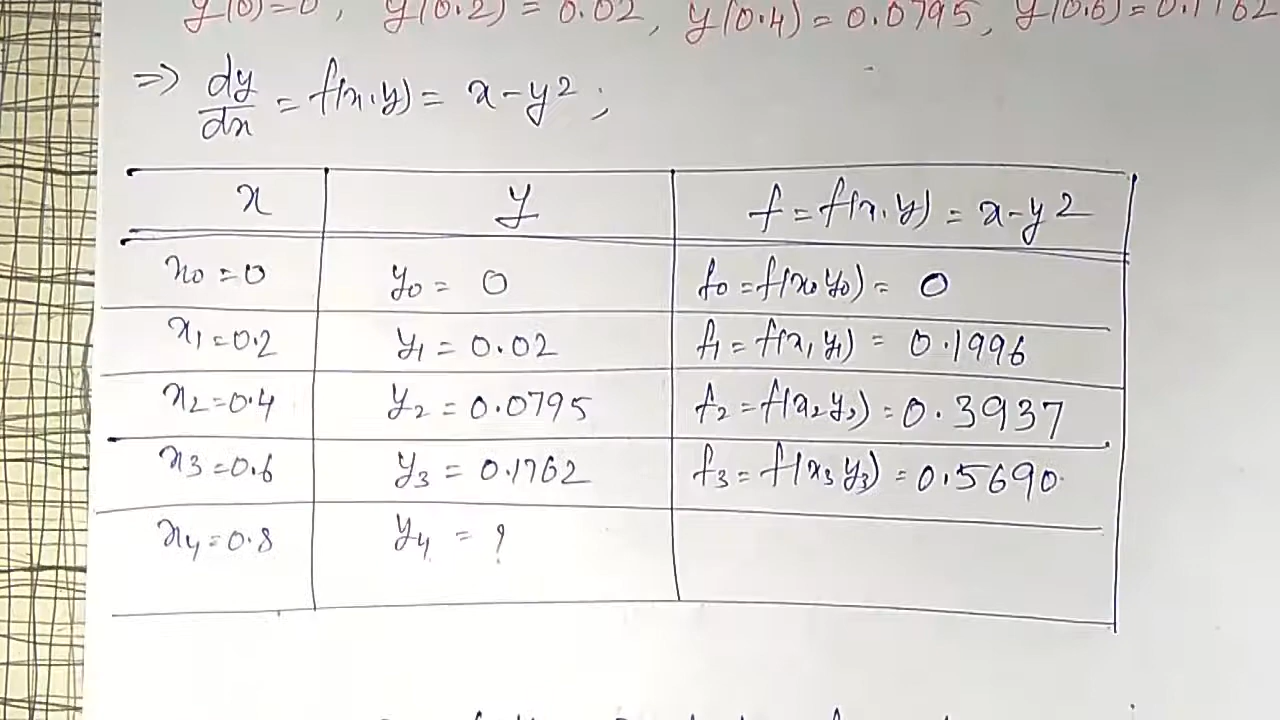 y(0)=0, y(0.2) = 0.02, y(0.4) = 0.0795, y(0.6) = 0.1762
⇒ dy/dx = f(x,y) = x-y²;
x y f = f(x,y) = x-y²
x₀ = 0 y₀ = 0 f₀ = f(x₀ y₀) = 0
x₁ = 0.2 y₁ = 0.02 f₁ = f(x₁ y₁) = 0.1996
x₂ = 0.4 y₂ = 0.0795 f₂ = f(x₂ y₂) = 0.3937
x₃ = 0.6 y₃ = 0.1762 f₃ = f(x₃ y₃) = 0.5690
x₄ = 0.8 y₄ = ?